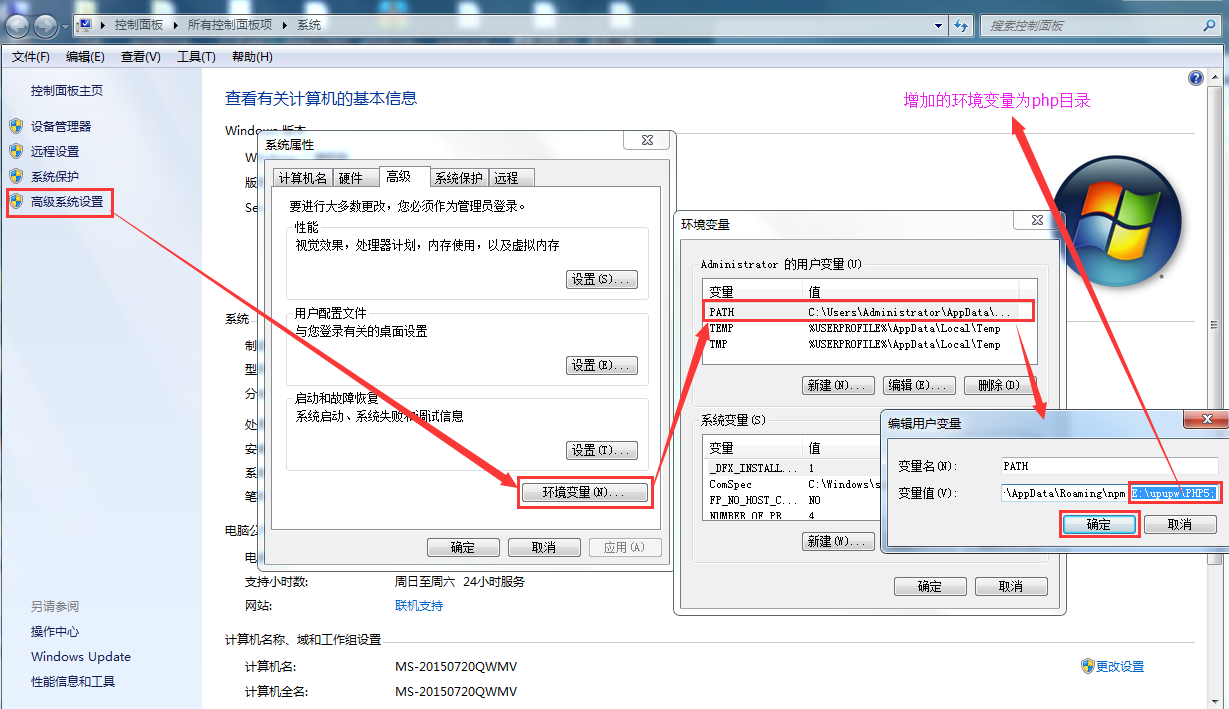 控制面板 ▸ 所有控制面板项 ▸ 系统
搜索控制面板
文件(F) 编辑(E) 查看(V) 工具(T) 帮助(H)
控制面板主页
设备管理器
远程设置
系统保护
高级系统设置
另请参阅
操作中心
Windows Update
性能信息和工具
查看有关计算机的基本信息
增加的环境变量为php目录
Windows 版本
系统
支持小时数: 周日至周六 24小时服务
网站: 联机支持
计算机名称、域和工作组设置
计算机名: MS-20150720QWMV
更改设置
计算机全名: MS-20150720QWMV
系统属性
计算机名 硬件 高级 系统保护 远程
要进行大多数更改，您必须作为管理员登录。
性能
视觉效果，处理器计划，内存使用，以及虚拟内存
设置(S)...
用户配置文件
与您登录有关的桌面设置
设置(E)...
启动和故障恢复
系统启动、系统失败和调试信息
设置(T)...
环境变量(N)...
确定 取消 应用(A)
环境变量
Administrator 的用户变量(U)
变量 值
PATH C:\Users\Administrator\AppData\...
TEMP %USERPROFILE%\AppData\Local\Temp
TMP %USERPROFILE%\AppData\Local\Temp
新建(N)... 编辑(E)... 删除(D)
系统变量(S)
变量 值
_DFX_INSTALL... 1
ComSpec C:\Windows\s
FP_NO_HOST_C... NO
NUMBER_OF_PR 4
新建(W)...
确定 取消
编辑用户变量
变量名(N): PATH
变量值(V): \AppData\Roaming\npm E:\upupw\PHP5;
确定 取消